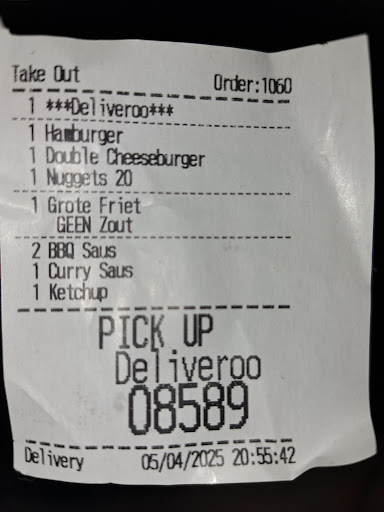 Take Out Order:1060
1 ***Deliveroo***
1 Hamburger
1 Double Cheeseburger
1 Nuggets 20
1 Grote Friet
GEEN Zout
2 BBQ Saus
1 Curry Saus
1 Ketchup
PICK UP
Deliveroo
08589
Delivery 05/04/2025 20:55:42